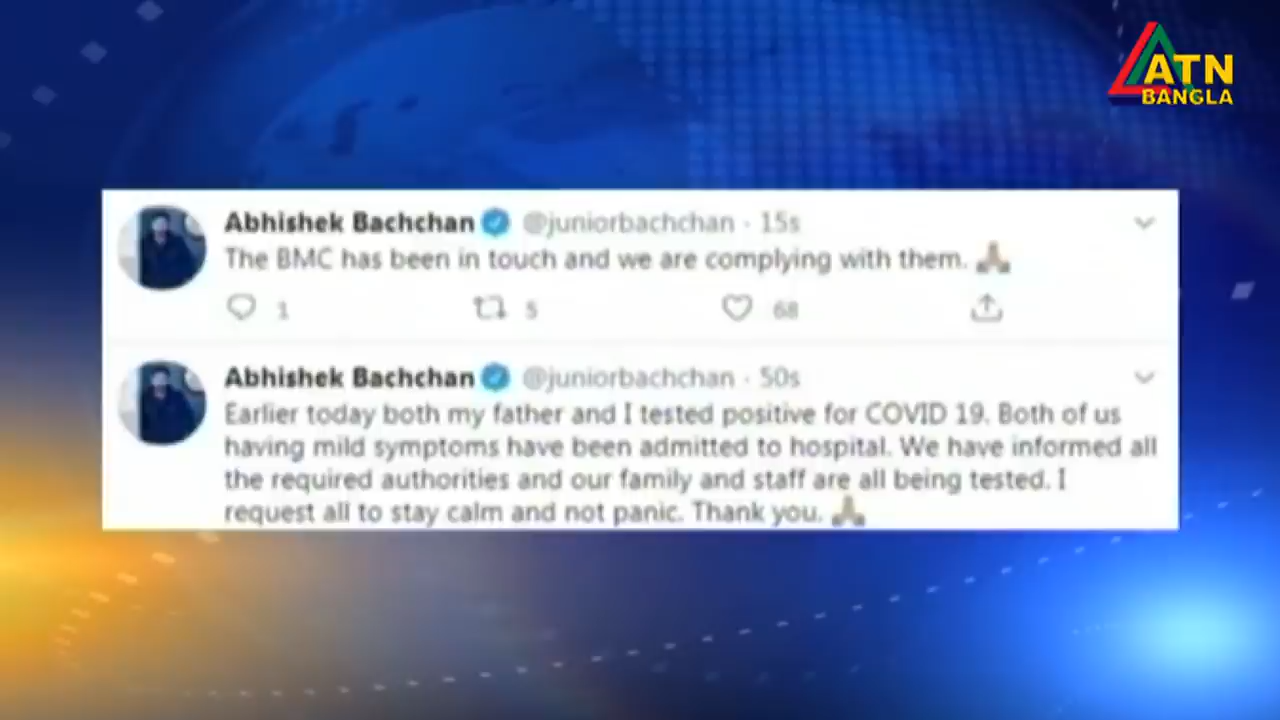 ATN
BANGLA
Abhishek Bachchan @juniorbachchan · 15s
The BMC has been in touch and we are complying with them. 🙏🏽
1 5 68
Abhishek Bachchan @juniorbachchan · 50s
Earlier today both my father and I tested positive for COVID 19. Both of us
having mild symptoms have been admitted to hospital. We have informed all
the required authorities and our family and staff are all being tested. I
request all to stay calm and not panic. Thank you. 🙏🏽